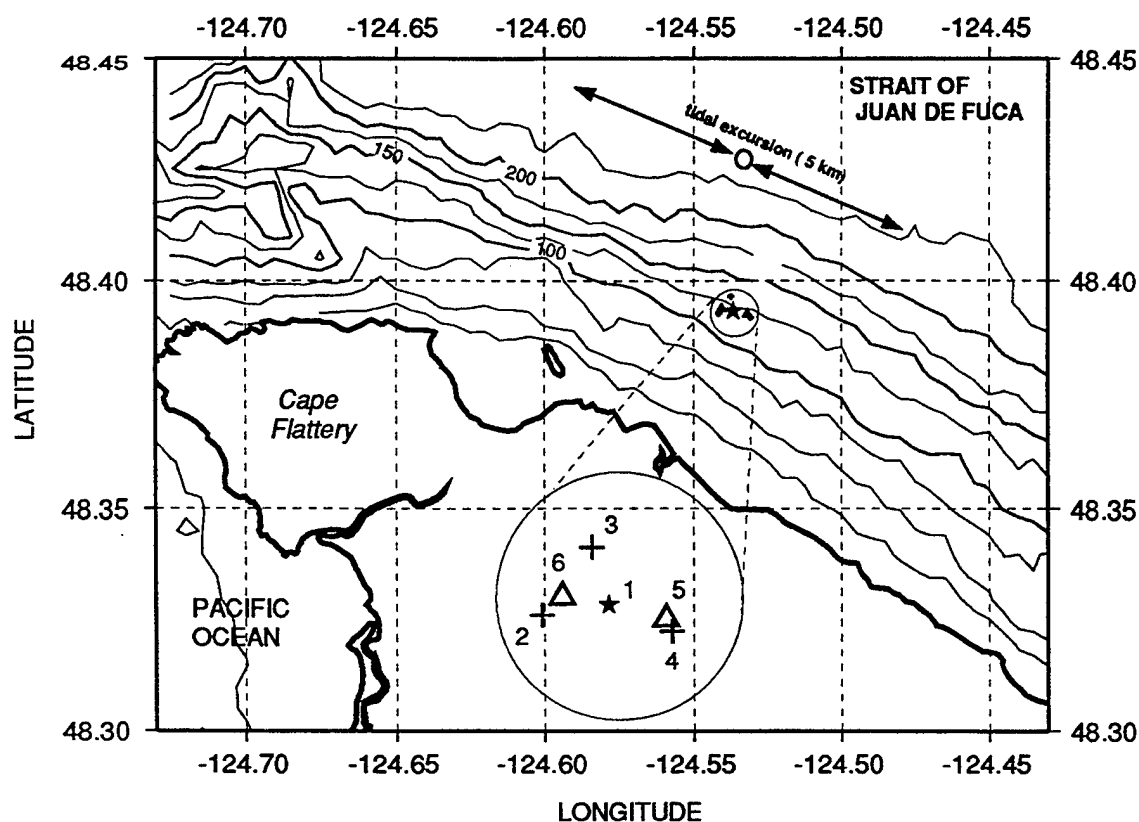 -124.70 -124.65 -124.60 -124.55 -124.50 -124.45
48.45 48.45
STRAIT OF
JUAN DE FUCA
tidal excursion ( 5 km)
150
200
100
48.40 48.40
LATITUDE
Cape
Flattery
48.35 48.35
3
6
1
5
2
4
PACIFIC
OCEAN
48.30 48.30
-124.70 -124.65 -124.60 -124.55 -124.50 -124.45
LONGITUDE